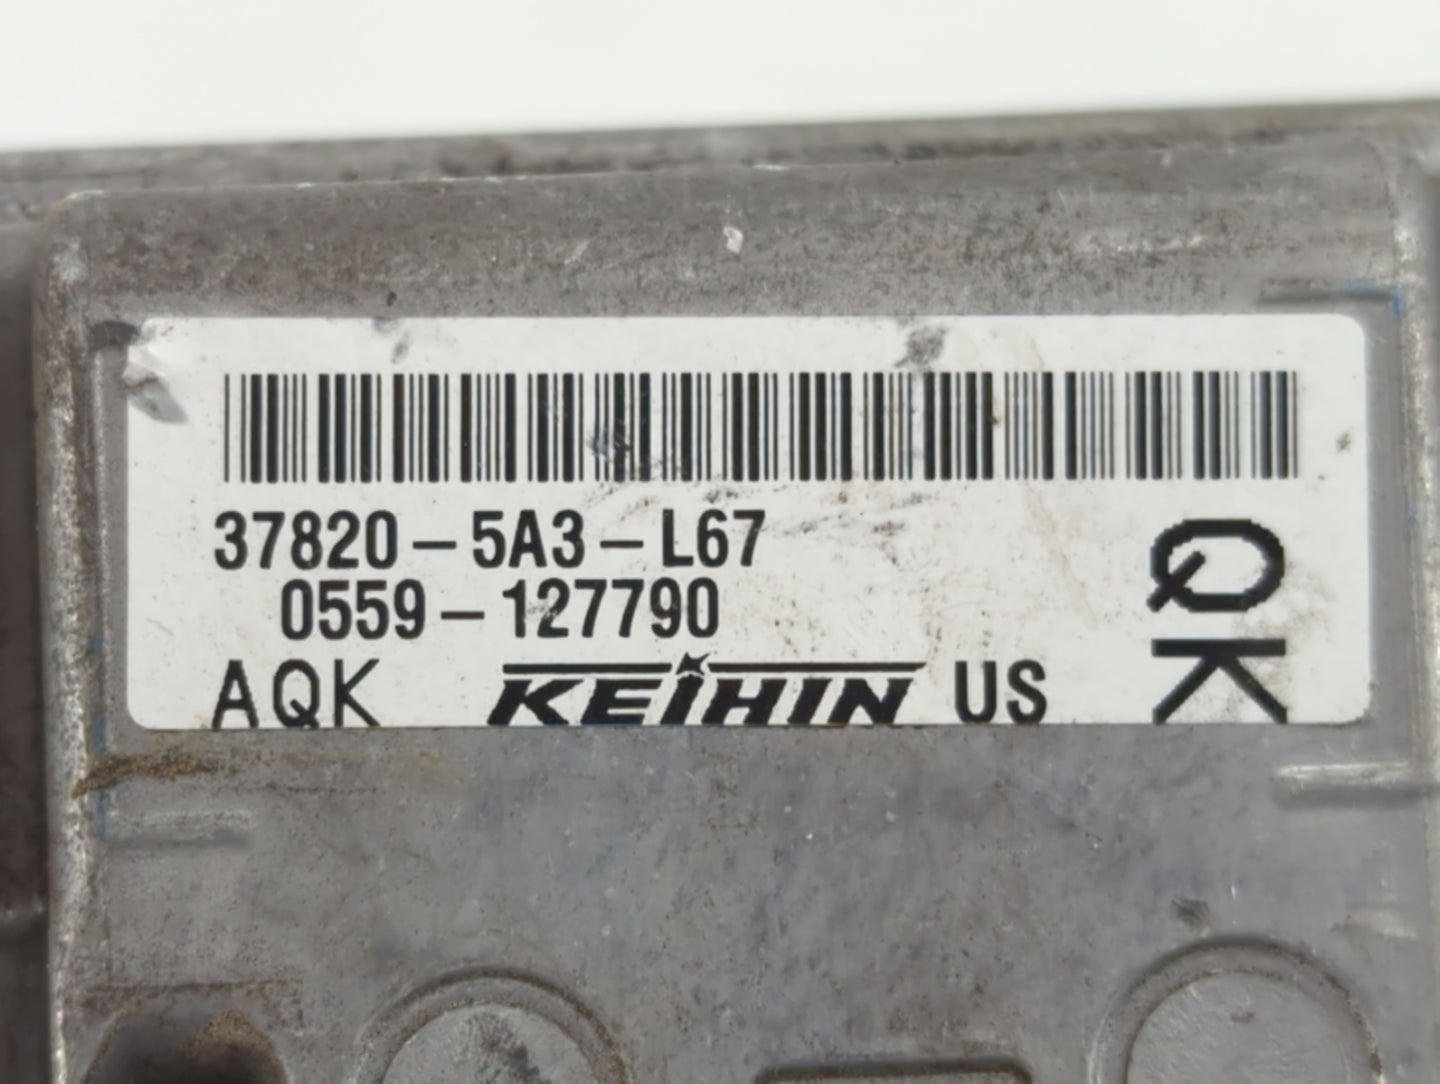 37820-5A3-L67
0559-127790
AQK KEIHIN US
QK